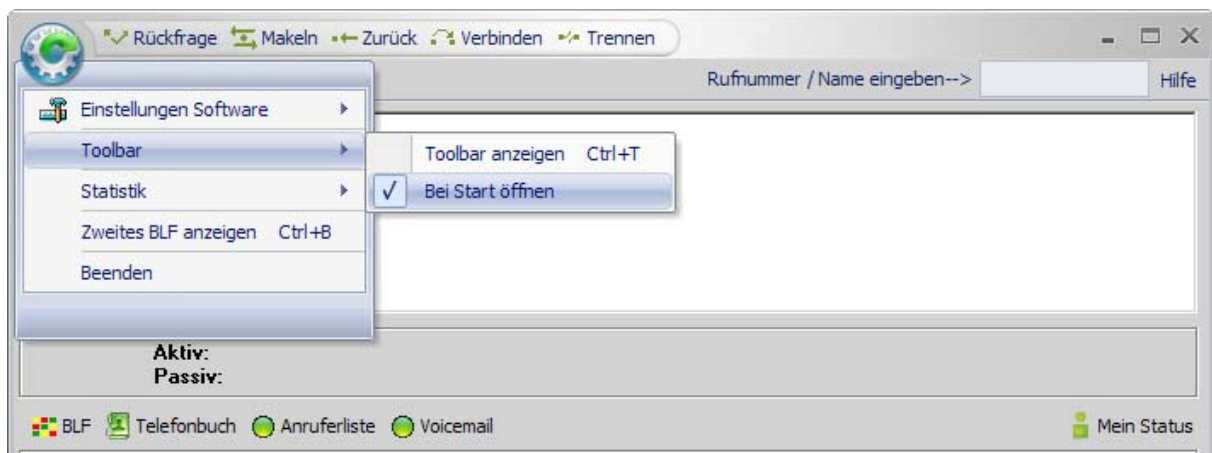 Rückfrage Makeln Zurück Verbinden Trennen
Rufnummer / Name eingeben--> Hilfe
Einstellungen Software
Toolbar
Toolbar anzeigen Ctrl+T
Statistik
Bei Start öffnen
Zweites BLF anzeigen Ctrl+B
Beenden
Aktiv:
Passiv:
BLF Telefonbuch Anruferliste Voicemail Mein Status